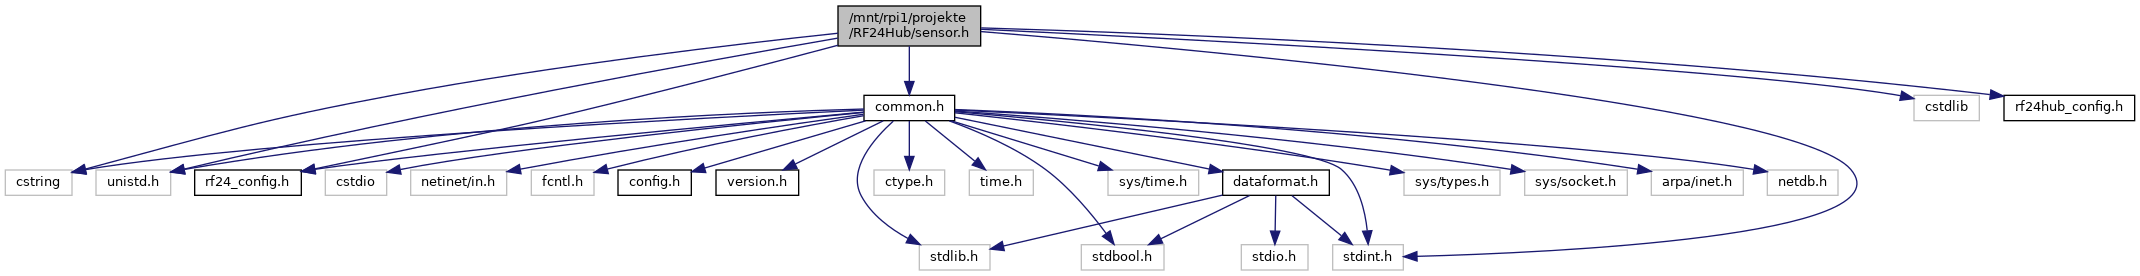 /mnt/rpi1/projekte
/RF24Hub/sensor.h
common.h
cstdlib
rf24hub_config.h
cstring
unistd.h
rf24_config.h
cstdio
netinet/in.h
fcntl.h
config.h
version.h
ctype.h
time.h
sys/time.h
dataformat.h
sys/types.h
sys/socket.h
arpa/inet.h
netdb.h
stdlib.h
stdbool.h
stdio.h
stdint.h